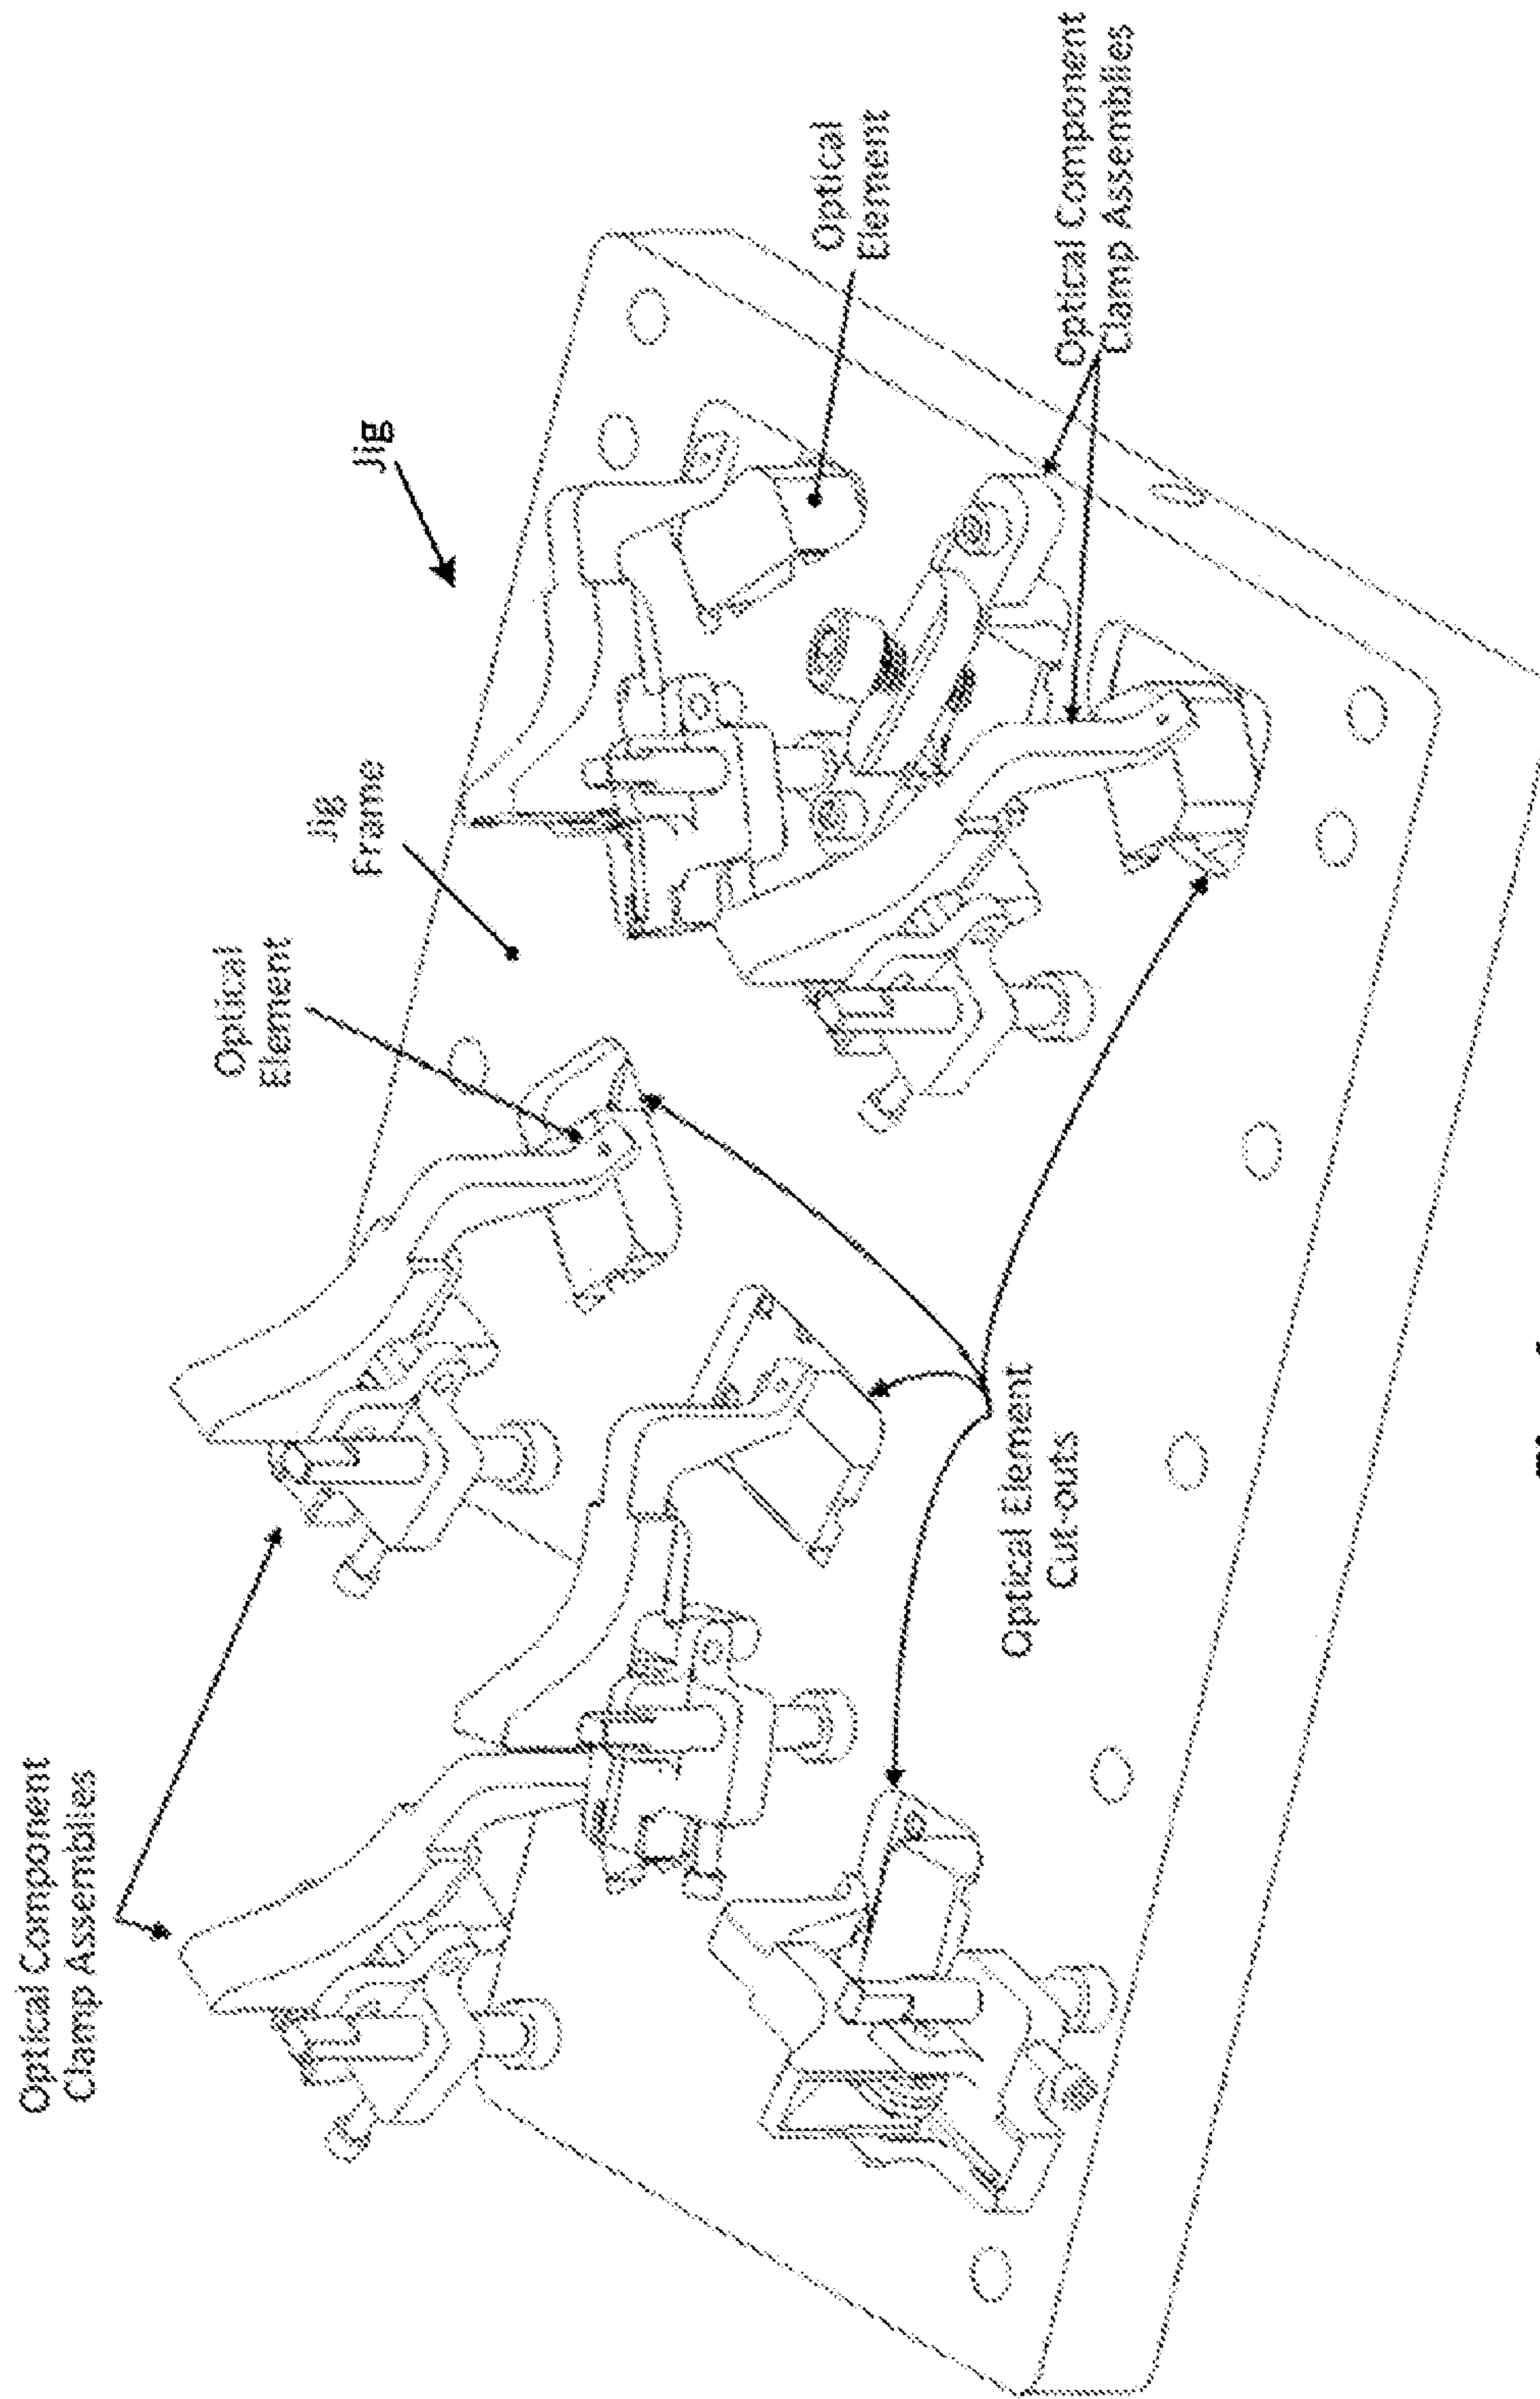 Optical Component
Clamp Assemblies
Optical
Element
Jig
Frame
Jig
Optical
Element
Optical Component
Clamp Assemblies
Optical Element
Cut-outs